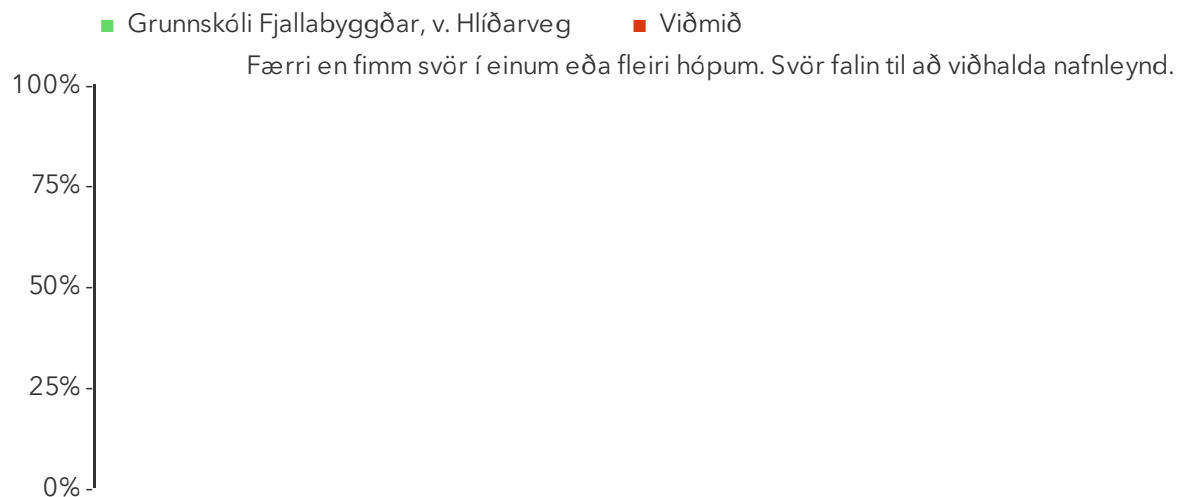 Grunnskóli Fjallabyggðar, v. Hlíðarveg Viðmið
Færri en fimm svör í einum eða fleiri hópum. Svör falin til að viðhalda nafnleynd.
100%
75%
50%
25%
0%